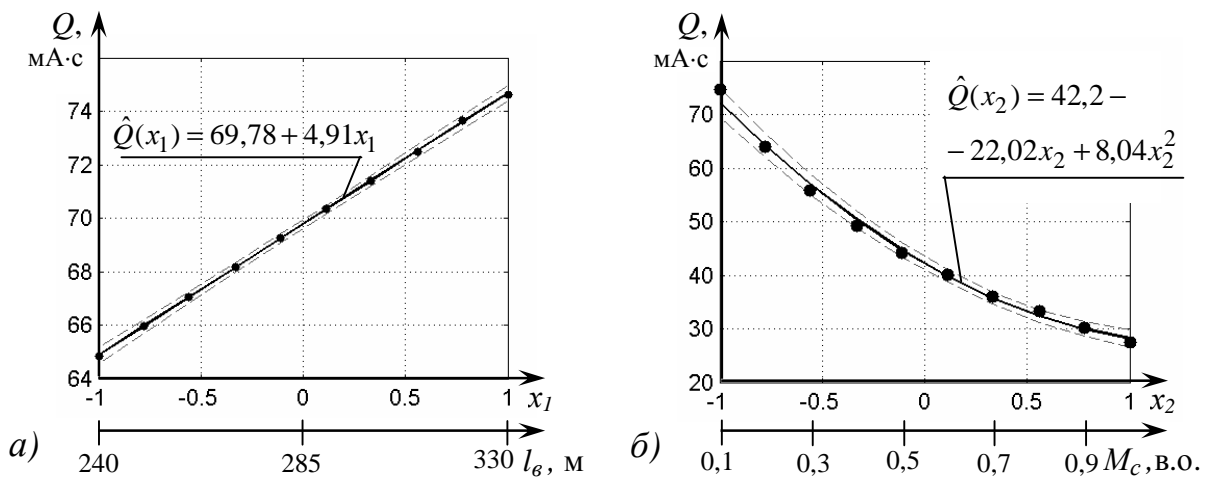 Q,
мА·с
74
72
70
68
66
64
Q̂(x₁) = 69,78 + 4,91x₁
-1 -0.5 0 0.5 1 x₁
а) 240 285 330 lв, м
Q,
мА·с
70
60
50
40
30
20
Q̂(x₂) = 42,2 –
– 22,02x₂ + 8,04x₂²
-1 -0.5 0 0.5 1 x₂
б) 0,1 0,3 0,5 0,7 0,9 Mс, в.о.